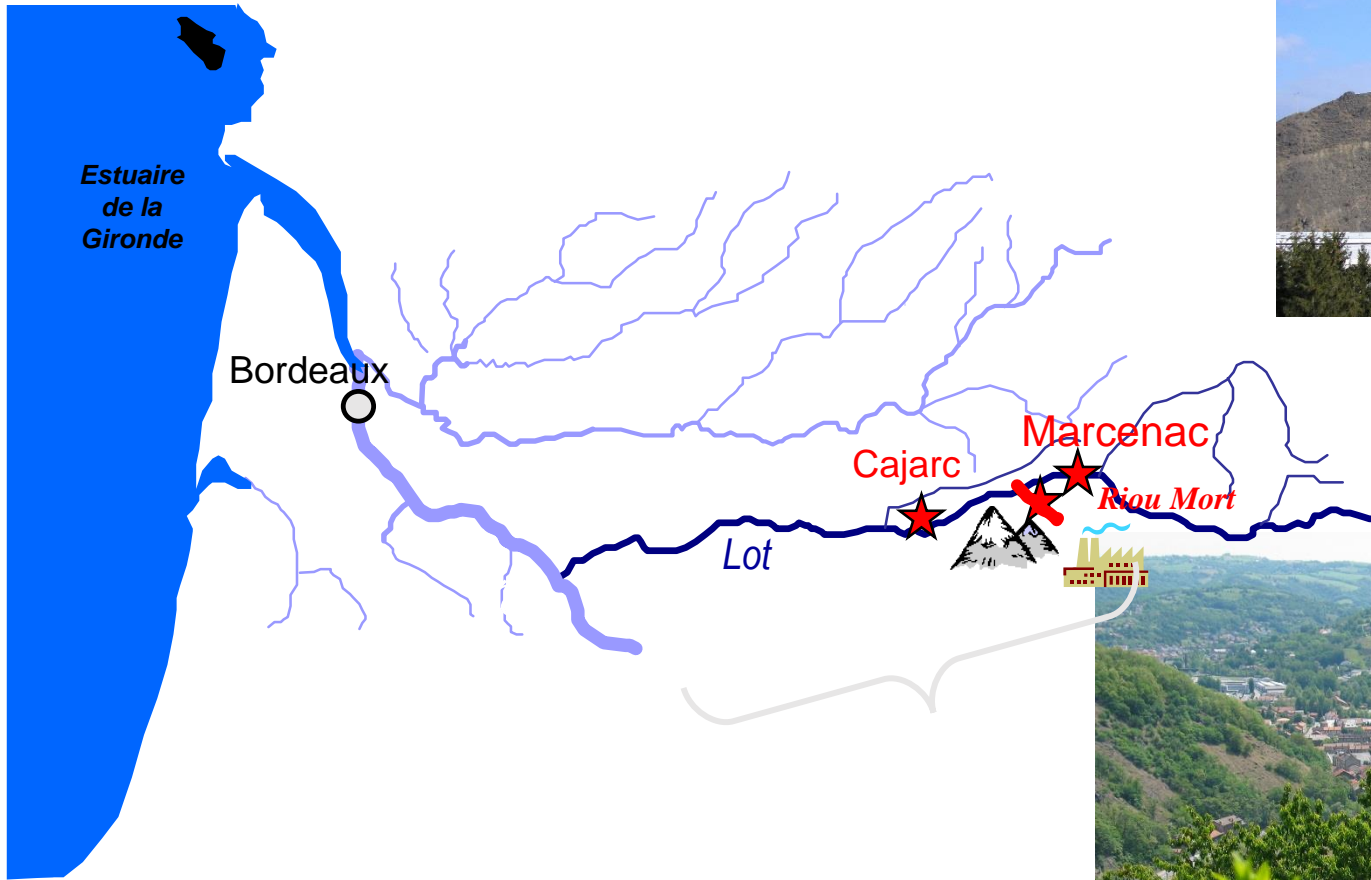 Estuaire
de la
Gironde
Bordeaux
Marcenac
Cajarc
Riou Mort
Lot